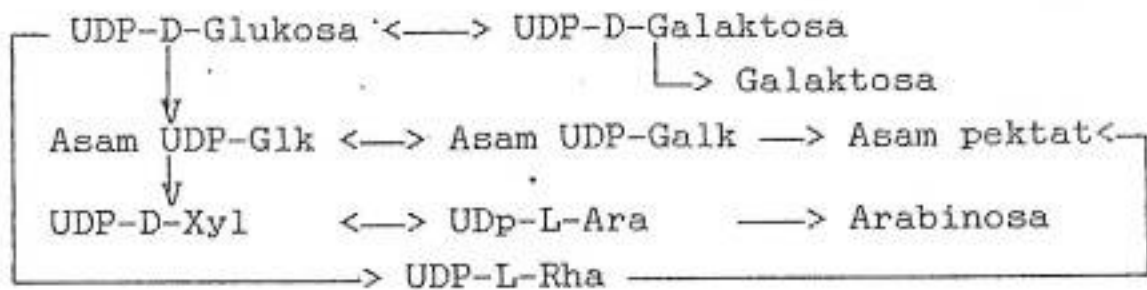 UDP-D-Glukosa <——> UDP-D-Galaktosa
—> Galaktosa
Asam UDP-Glk <—> Asam UDP-Galk —> Asam pektat<—
UDP-D-Xyl <—> UDp-L-Ara —> Arabinosa
> UDP-L-Rha